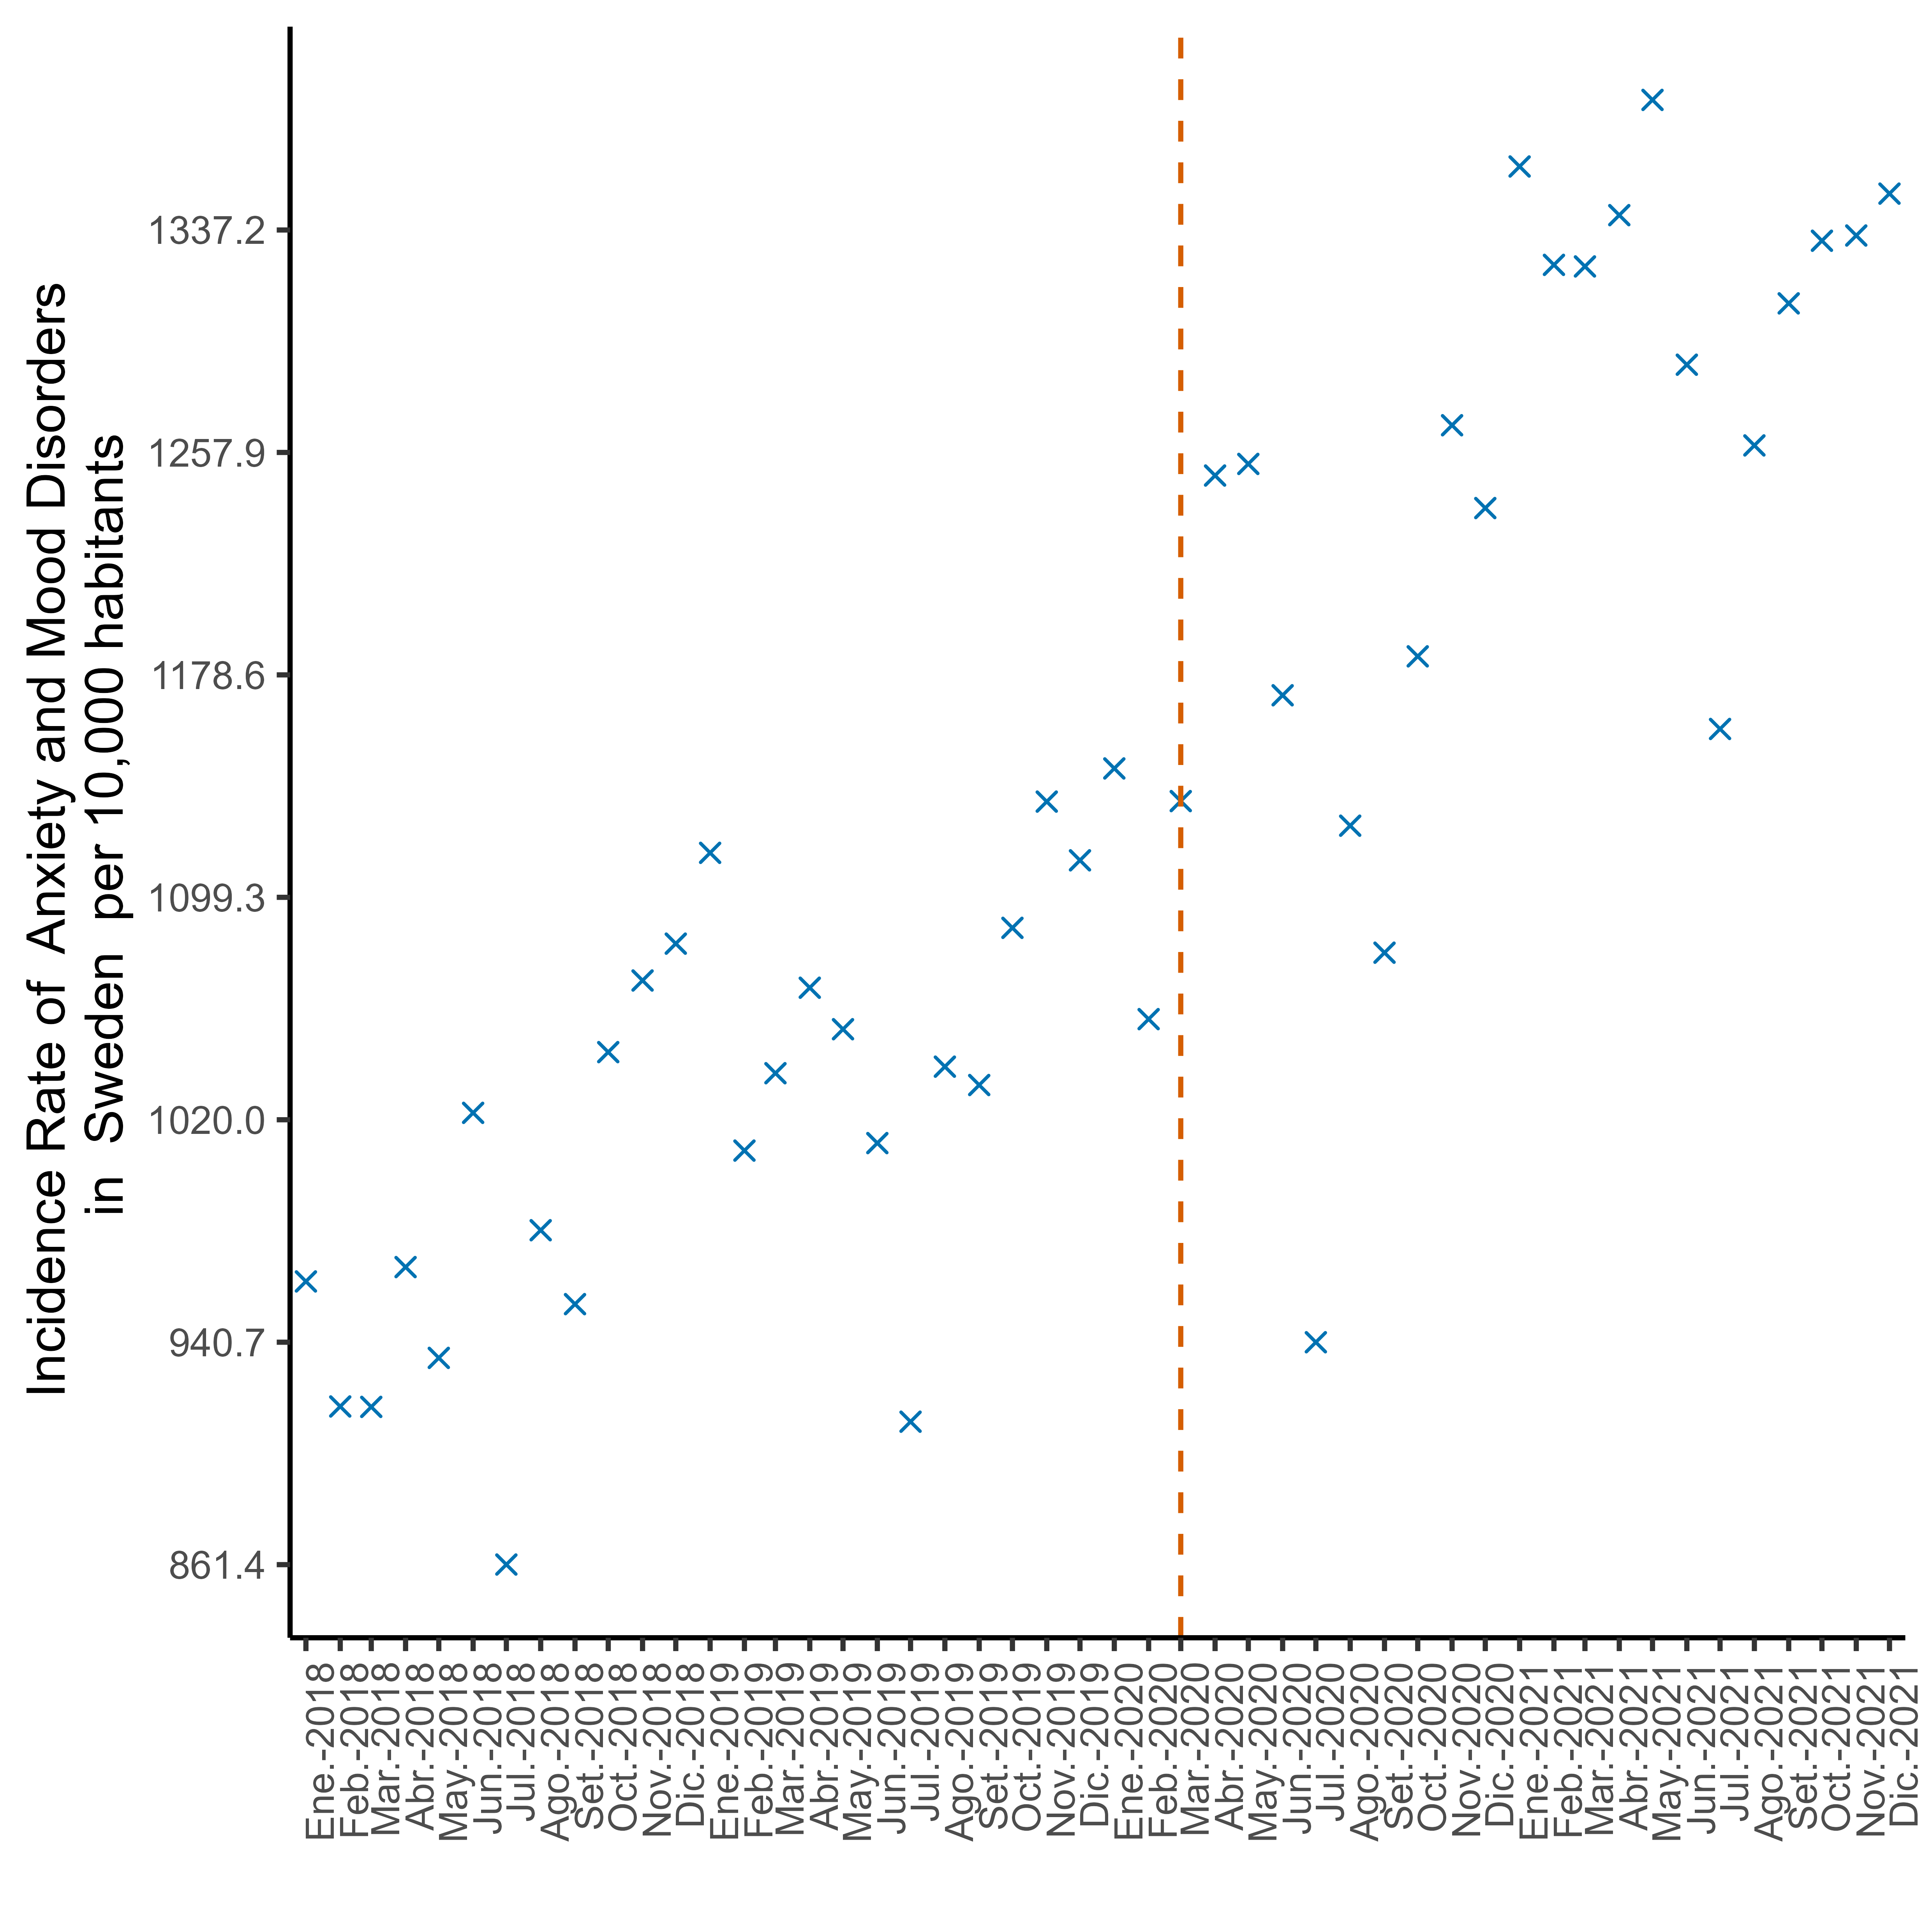 Incidence Rate of Anxiety and Mood Disorders
in Sweden per 10,000 habitants
1337.2
1257.9
1178.6
1099.3
1020.0
940.7
861.4
Ene.-2018
Feb.-2018
Mar.-2018
Abr.-2018
May.-2018
Jun.-2018
Jul.-2018
Ago.-2018
Set.-2018
Oct.-2018
Nov.-2018
Dic.-2018
Ene.-2019
Feb.-2019
Mar.-2019
Abr.-2019
May.-2019
Jun.-2019
Jul.-2019
Ago.-2019
Set.-2019
Oct.-2019
Nov.-2019
Dic.-2019
Ene.-2020
Feb.-2020
Mar.-2020
Abr.-2020
May.-2020
Jun.-2020
Jul.-2020
Ago.-2020
Set.-2020
Oct.-2020
Nov.-2020
Dic.-2020
Ene.-2021
Feb.-2021
Mar.-2021
Abr.-2021
May.-2021
Jun.-2021
Jul.-2021
Ago.-2021
Set.-2021
Oct.-2021
Nov.-2021
Dic.-2021